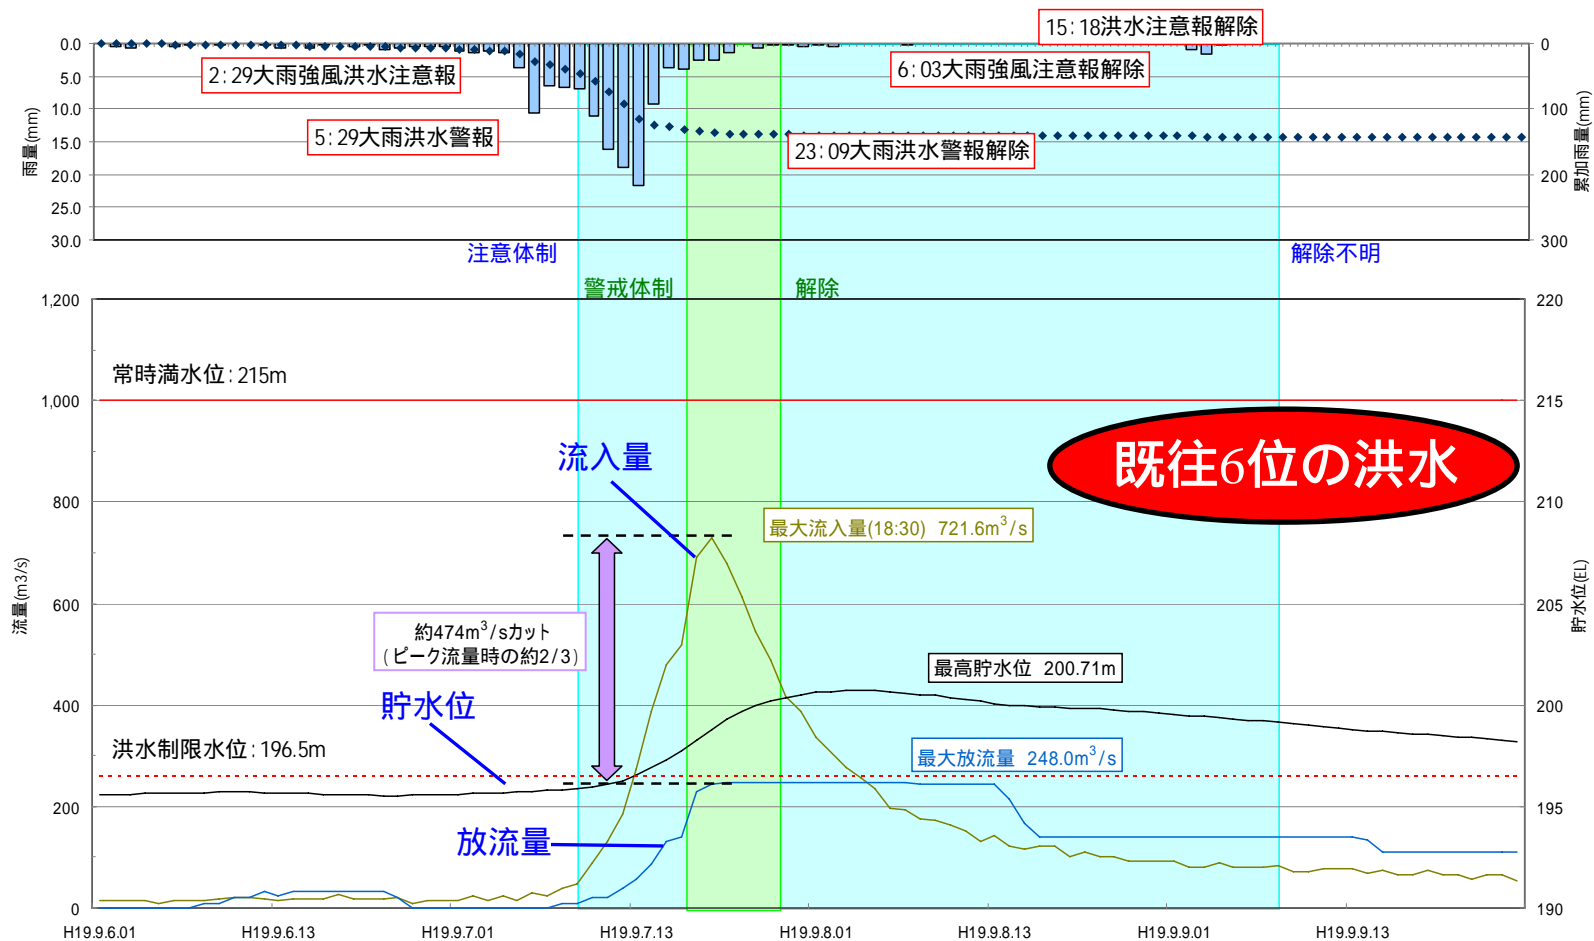 15:18洪水注意報解除
0.0
0
2:29大雨強風洪水注意報
6:03大雨強風注意報解除
5.0
10.0
100
5:29大雨洪水警報
23:09大雨洪水警報解除
15.0
20.0
200
25.0
30.0
300
雨量(mm)
累加雨量(mm)
注意体制
解除不明
警戒体制
解除
1,200
220
常時満水位:215m
1,000
215
既往6位の洪水
流入量
800
210
最大流入量(18:30) 721.6m³/s
流量(m3/s)
貯水位(EL)
600
205
約474m³/sカット
(ピーク流量時の約2/3)
最高貯水位 200.71m
貯水位
400
200
洪水制限水位:196.5m
最大放流量 248.0m³/s
200
195
放流量
0
190
H19.9.6.01
H19.9.6.13
H19.9.7.01
H19.9.7.13
H19.9.8.01
H19.9.8.13
H19.9.9.01
H19.9.9.13